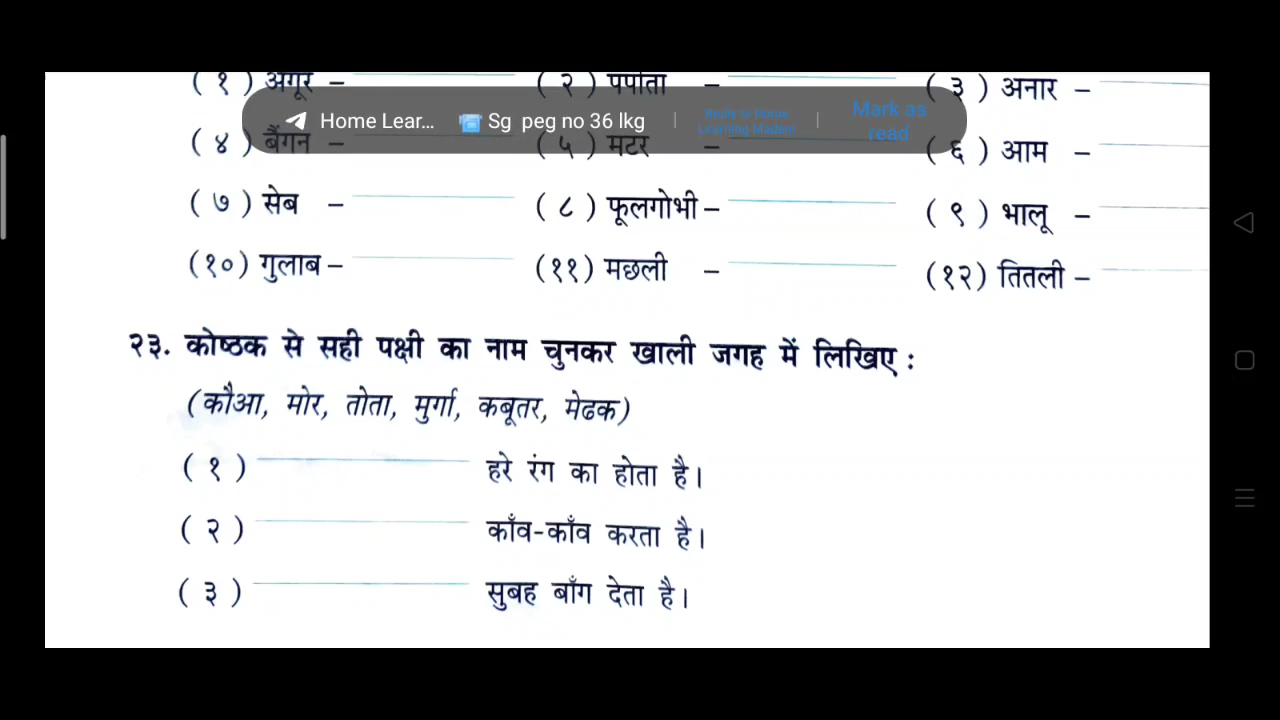 ( १ ) अंगूर – ( २ ) पपीता – ( ३ ) अनार –
Home Lear... Sg peg no 36 lkg Mark as read
( ४ ) बैंगन – ( ५ ) मटर – ( ६ ) आम –
( ७ ) सेब – ( ८ ) फूलगोभी – ( ९ ) भालू –
(१०) गुलाब – (११) मछली – (१२) तितली –
२३. कोष्ठक से सही पक्षी का नाम चुनकर खाली जगह में लिखिए :
(कौआ, मोर, तोता, मुर्गा, कबूतर, मेढक)
( १ ) हरे रंग का होता है।
( २ ) काँव-काँव करता है।
( ३ ) सुबह बाँग देता है।